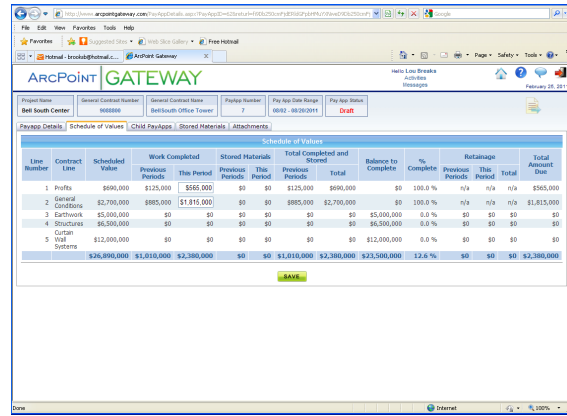 www.arcpointgateway.com
Google
File Edit View Favorites Tools Help
Favorites Suggested Sites Web Slice Gallery Free Hotmail
Hotmail - brooksb@hotmail.c... ArcPoint Gateway X Page Safety Tools
ARCPOINT GATEWAY
Hello Lou Breaks
Activities
Messages
February 25, 201
Project Name General Contract Number General Contract Name PayApp Number Pay App Date Range Pay App Status
Bell South Center 9688800 BellSouth Office Tower 7 08/02 - 08/20/2011 Draft
Payapp Details Schedule of Values Child PayApps Stored Materials Attachments
Schedule of Values
Line Number Contract Line Scheduled Value Work Completed Stored Materials Total Completed and Stored Balance to Complete % Complete Retainage Total Amount Due
Previous Periods This Period Previous Periods This Period Previous Periods Total Previous Periods This Period Total
1 Profits $690,000 $125,000 $565,000 $0 $0 $125,000 $690,000 $0 100.0 % n/a n/a n/a $565,000
2 General Conditions $2,700,000 $885,000 $1,815,000 $0 $0 $885,000 $2,700,000 $0 100.0 % n/a n/a n/a $1,815,000
3 Earthwork $5,000,000 $0 $0 $0 $0 $0 $0 $5,000,000 0.0 % $0 $0 $0 $0
4 Structures $6,500,000 $0 $0 $0 $0 $0 $0 $6,500,000 0.0 % $0 $0 $0 $0
5 Curtain Wall Systems $12,000,000 $0 $0 $0 $0 $0 $0 $12,000,000 0.0 % $0 $0 $0 $0
$26,890,000 $1,010,000 $2,380,000 $0 $0 $1,010,000 $2,380,000 $23,500,000 12.6 % $0 $0 $0 $2,380,000
SAVE
Done Internet 100%